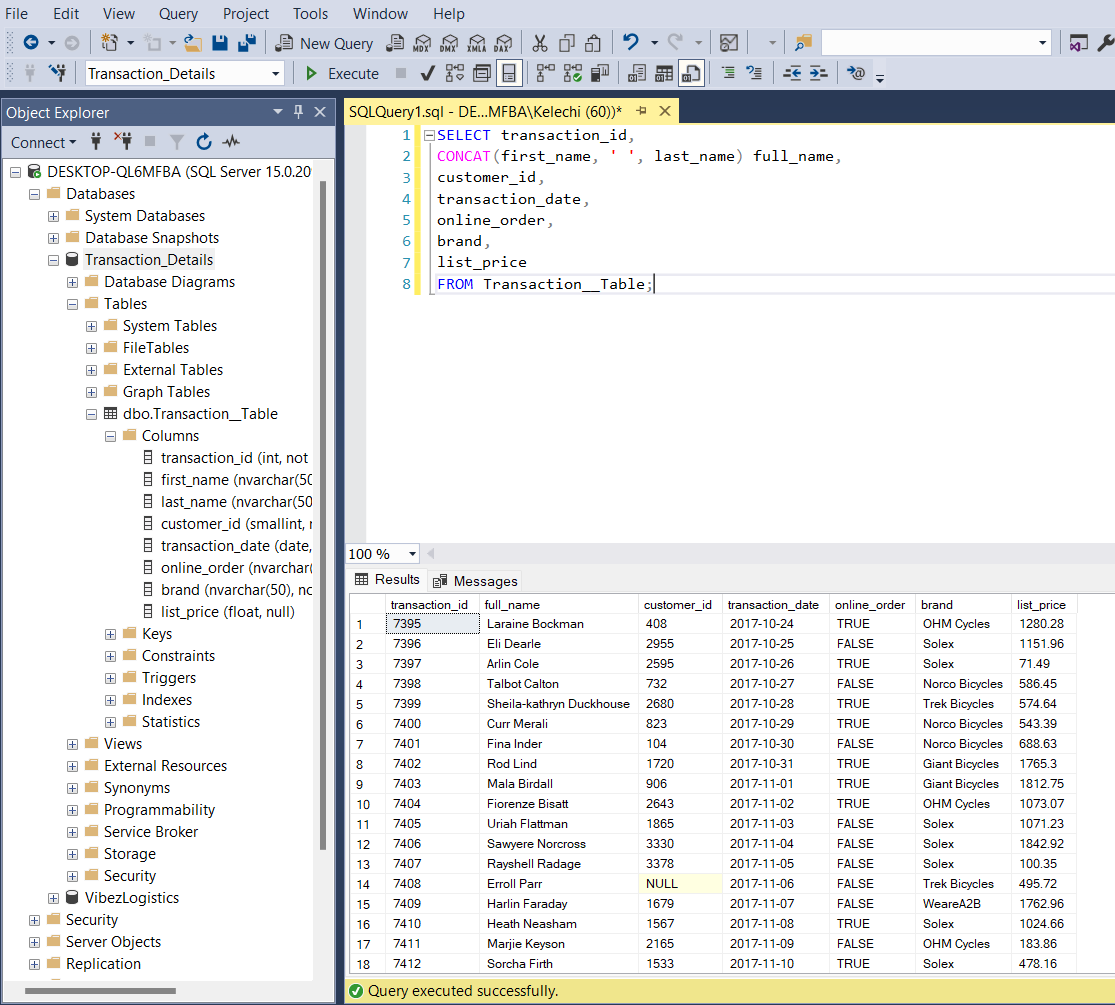 File Edit View Query Project Tools Window Help
New Query MDX DMX XMLA DAX
Transaction_Details Execute
Object Explorer
Connect
DESKTOP-QL6MFBA (SQL Server 15.0.20
Databases
System Databases
Database Snapshots
Transaction_Details
Database Diagrams
Tables
System Tables
FileTables
External Tables
Graph Tables
dbo.Transaction__Table
Columns
transaction_id (int, not
first_name (nvarchar(50
last_name (nvarchar(50
customer_id (smallint, n
transaction_date (date,
online_order (nvarchar(
brand (nvarchar(50), nc
list_price (float, null)
Keys
Constraints
Triggers
Indexes
Statistics
Views
External Resources
Synonyms
Programmability
Service Broker
Storage
Security
VibezLogistics
Security
Server Objects
Replication
SQLQuery1.sql - DE...MFBA\Kelechi (60))*
1 SELECT transaction_id,
2 CONCAT(first_name, ' ', last_name) full_name,
3 customer_id,
4 transaction_date,
5 online_order,
6 brand,
7 list_price
8 FROM Transaction__Table;
100 %
Results Messages
transaction_id full_name customer_id transaction_date online_order brand list_price
1 7395 Laraine Bockman 408 2017-10-24 TRUE OHM Cycles 1280.28
2 7396 Eli Dearle 2955 2017-10-25 FALSE Solex 1151.96
3 7397 Arlin Cole 2595 2017-10-26 TRUE Solex 71.49
4 7398 Talbot Calton 732 2017-10-27 FALSE Norco Bicycles 586.45
5 7399 Sheila-kathryn Duckhouse 2680 2017-10-28 TRUE Trek Bicycles 574.64
6 7400 Curr Merali 823 2017-10-29 TRUE Norco Bicycles 543.39
7 7401 Fina Inder 104 2017-10-30 FALSE Norco Bicycles 688.63
8 7402 Rod Lind 1720 2017-10-31 TRUE Giant Bicycles 1765.3
9 7403 Mala Birdall 906 2017-11-01 TRUE Giant Bicycles 1812.75
10 7404 Fiorenze Bisatt 2643 2017-11-02 TRUE OHM Cycles 1073.07
11 7405 Uriah Flattman 1865 2017-11-03 FALSE Solex 1071.23
12 7406 Sawyere Norcross 3330 2017-11-04 FALSE Solex 1842.92
13 7407 Rayshell Radage 3378 2017-11-05 FALSE Solex 100.35
14 7408 Erroll Parr NULL 2017-11-06 FALSE Trek Bicycles 495.72
15 7409 Harlin Faraday 1679 2017-11-07 FALSE WeareA2B 1762.96
16 7410 Heath Neasham 1567 2017-11-08 TRUE Solex 1024.66
17 7411 Marjie Keyson 2165 2017-11-09 FALSE OHM Cycles 183.86
18 7412 Sorcha Firth 1533 2017-11-10 TRUE Solex 478.16
Query executed successfully.